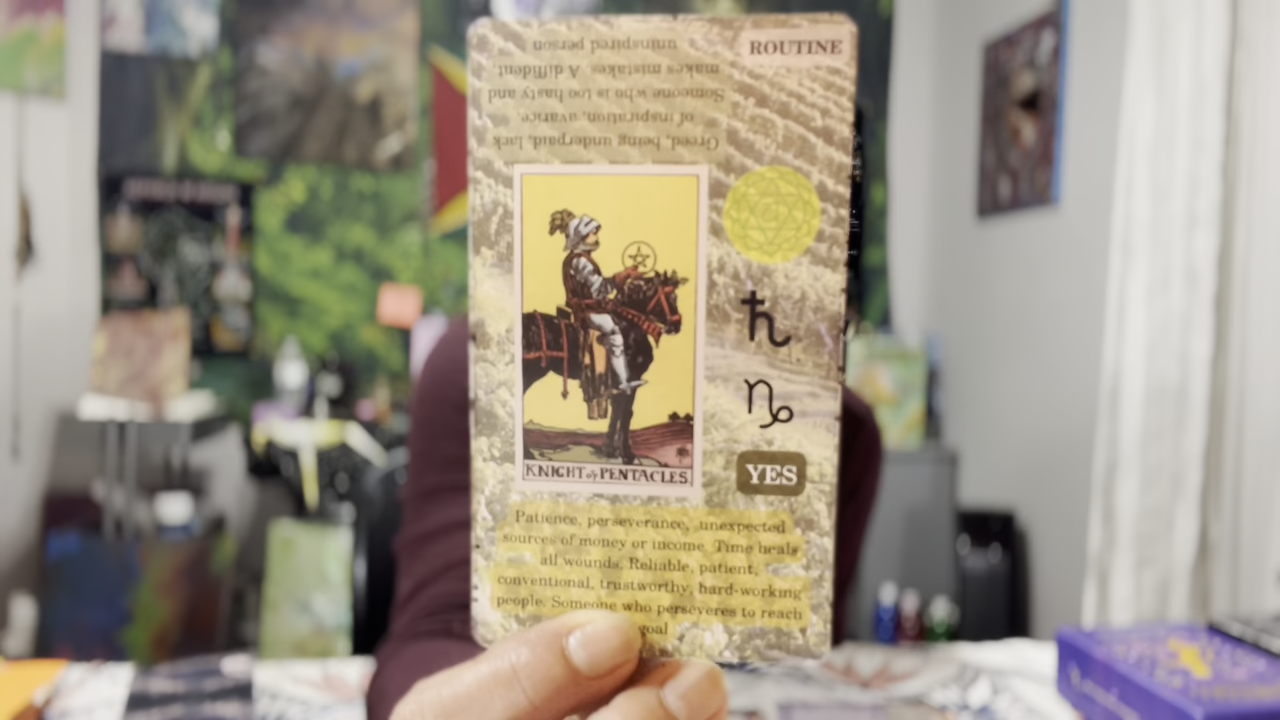 ROUTINE
Greed, being underpaid, lack
of inspiration, avarice.
Someone who is too hasty and
makes mistakes. A diffident,
uninspired person
KNIGHT of PENTACLES
YES
Patience, perseverance, unexpected
sources of money or income. Time heals
all wounds. Reliable, patient,
conventional, trustworthy, hard-working
people. Someone who perseveres to reach
goal